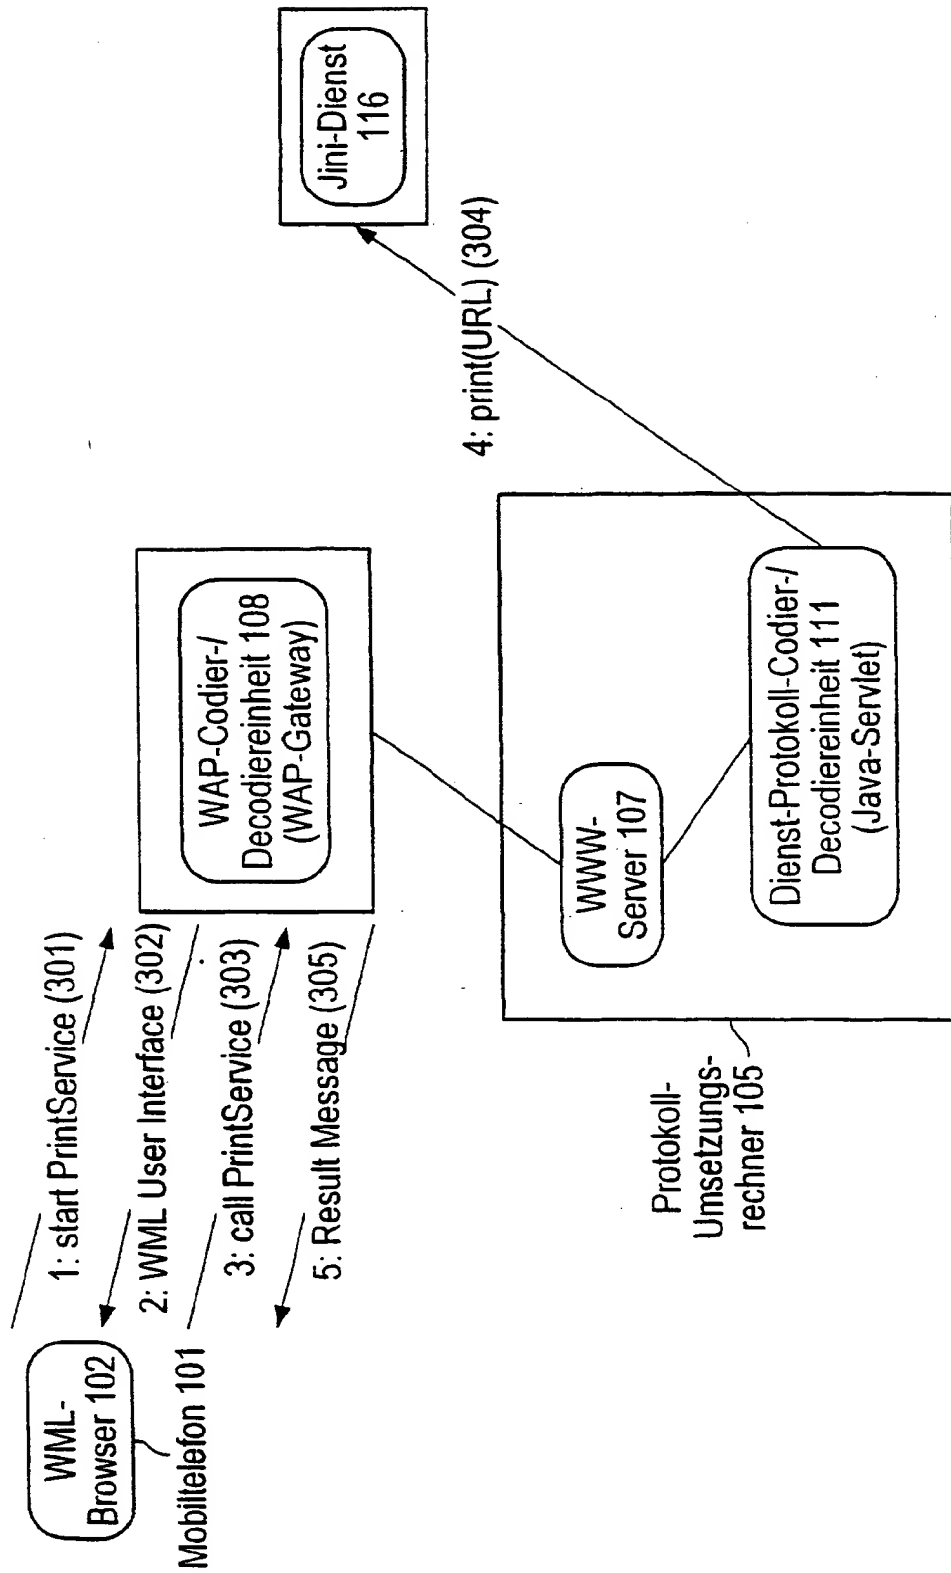 WML-
Browser 102
Mobiltelefon 101
1: start PrintService (301)
2: WML User Interface (302)
3: call PrintService (303)
5: Result Message (305)
WAP-Codier-/
Decodiereinheit 108
(WAP-Gateway)
Protokoll-
Umsetzungs-
rechner 105
WWW-
Server 107
Dienst-Protokoll-Codier-/
Decodiereinheit 111
(Java-Servlet)
4: print(URL) (304)
Jini-Dienst
116